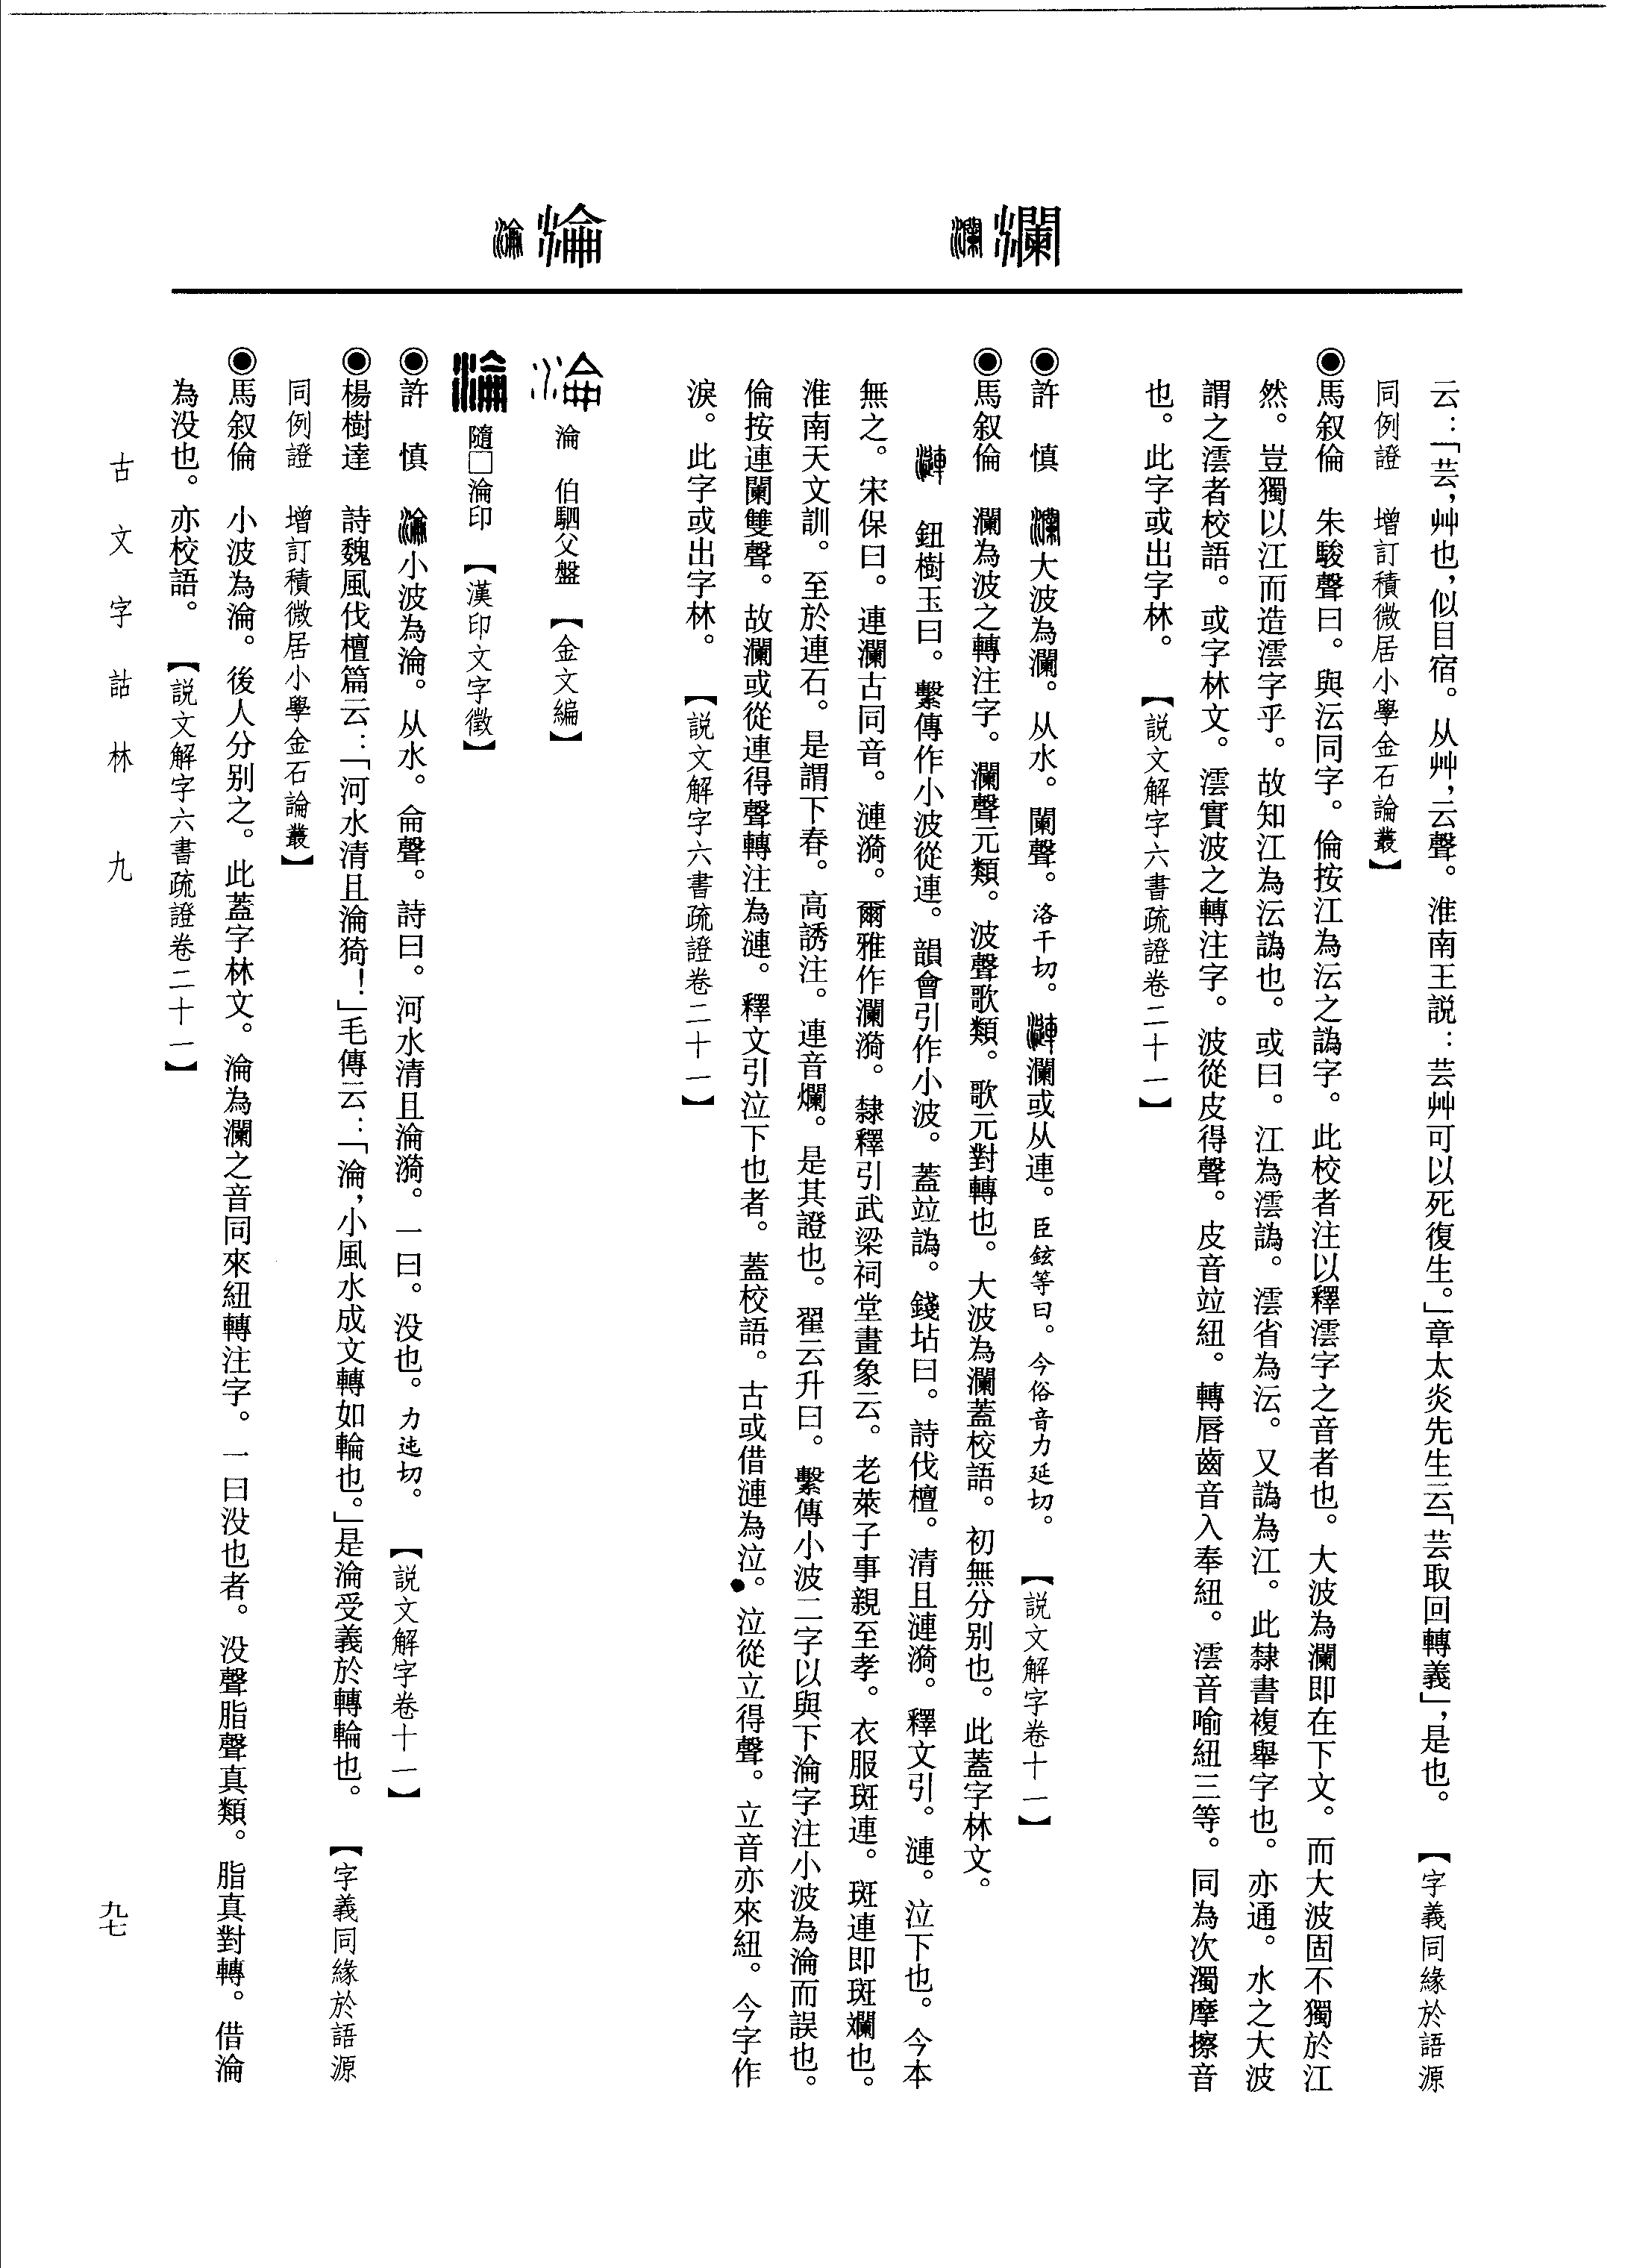 瀾
淪
云：「芸，艸也，似目宿。从艸，云聲。淮南王説：芸艸可以死復生。」章太炎先生云「芸取回轉義」，是也。【字義同緣於語源
同例證　增訂積微居小學金石論叢】
◉馬叙倫　朱駿聲曰。與沄同字。倫按江為沄之譌字。此校者注以釋澐字之音者也。大波為瀾即在下文。而大波固不獨於江
然。豈獨以江而造澐字乎。故知江為沄譌也。或曰。江為澐譌。澐省為沄。又譌為江。此隸書複舉字也。亦通。水之大波
謂之澐者校語。或字林文。澐實波之轉注字。波從皮得聲。皮音竝紐。轉唇齒音入奉紐。澐音喻紐三等。同為次濁摩擦音
也。此字或出字林。【説文解字六書疏證卷二十一】
◉許　慎　瀾大波為瀾。从水。闌聲。洛干切。漣瀾或从連。臣鉉等曰。今俗音力延切。【説文解字卷十一】
◉馬叙倫　瀾為波之轉注字。瀾聲元類。波聲歌類。歌元對轉也。大波為瀾蓋校語。初無分别也。此蓋字林文。
漣　鈕樹玉曰。繫傳作小波從連。韻會引作小波。蓋竝譌。錢坫曰。詩伐檀。清且漣漪。釋文引。漣。泣下也。今本
無之。宋保曰。連瀾古同音。漣漪。爾雅作瀾漪。隸釋引武梁祠堂畫象云。老萊子事親至孝。衣服斑連。斑連即斑斕也。
淮南天文訓。至於連石。是謂下春。高誘注。連音爛。是其證也。翟云升曰。繫傳小波二字以與下淪字注小波為淪而誤也。
倫按連闌雙聲。故瀾或從連得聲轉注為漣。釋文引泣下也者。蓋校語。古或借漣為泣。泣從立得聲。立音亦來紐。今字作
淚。此字或出字林。【説文解字六書疏證卷二十一】
淪　伯駟父盤【金文編】
隨□淪印【漢印文字徵】
◉許　慎　淪小波為淪。从水。侖聲。詩曰。河水清且淪漪。一曰。没也。力迍切。【説文解字卷十一】
◉楊樹達　詩魏風伐檀篇云：「河水清且淪猗！」毛傳云：「淪，小風水成文轉如輪也。」是淪受義於轉輪也。【字義同緣於語源
同例證　增訂積微居小學金石論叢】
◉馬叙倫　小波為淪。後人分别之。此蓋字林文。淪為瀾之音同來紐轉注字。一曰没也者。没聲脂聲真類。脂真對轉。借淪
為没也。亦校語。【説文解字六書疏證卷二十一】
古文字詁林　九
九七